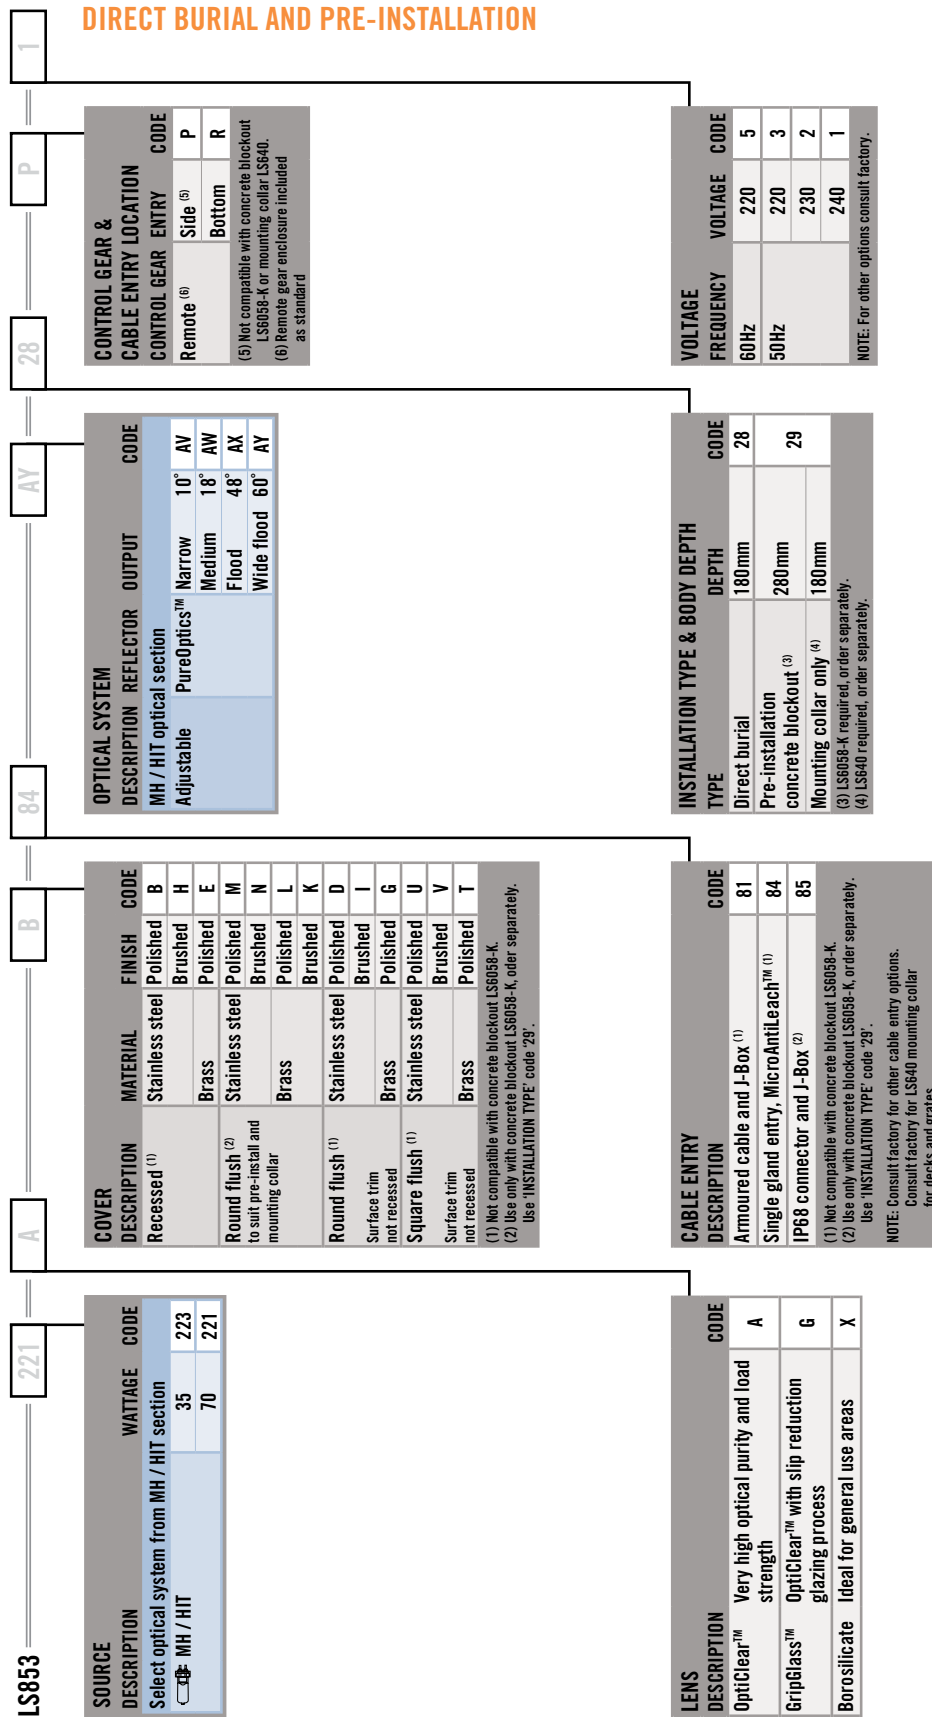 DIRECT BURIAL AND PRE-INSTALLATION
LS853 221 A B 84 AY 28 P 1
SOURCE
DESCRIPTION WATTAGE CODE
Select optical system from MH / HIT section
MH / HIT 35 223
70 221
LENS
DESCRIPTION CODE
OptiClear™ Very high optical purity and load strength A
GripGlass™ OptiClear™ with slip reduction glazing process G
Borosilicate Ideal for general use areas X
COVER
DESCRIPTION MATERIAL FINISH CODE
Recessed (1) Stainless steel Polished B
Brushed H
Brass Polished E
Round flush (2) Stainless steel Polished M
to suit pre-install and Brushed N
mounting collar Brass Polished L
Brushed K
Round flush (1) Stainless steel Polished D
Surface trim Brushed I
not recessed Brass Polished G
Square flush (1) Stainless steel Polished U
Surface trim Brushed V
not recessed Brass Polished T
(1) Not compatible with concrete blockout LS6058-K.
(2) Use only with concrete blockout LS6058-K, oder separately.
Use 'INSTALLATION TYPE' code '29'.
CABLE ENTRY
DESCRIPTION CODE
Armoured cable and J-Box (1) 81
Single gland entry, MicroAntiLeach™ (1) 84
IP68 connector and J-Box (2) 85
(1) Not compatible with concrete blockout LS6058-K.
(2) Use only with concrete blockout LS6058-K, order separately.
Use 'INSTALLATION TYPE' code '29'.
NOTE: Consult factory for other cable entry options.
Consult factory for LS640 mounting collar
for decks and grates
OPTICAL SYSTEM
DESCRIPTION REFLECTOR OUTPUT CODE
MH / HIT optical section
Adjustable PureOptics™ Narrow 10° AV
Medium 18° AW
Flood 48° AX
Wide flood 60° AY
INSTALLATION TYPE & BODY DEPTH
TYPE DEPTH CODE
Direct burial 180mm 28
Pre-installation
concrete blockout (3) 280mm 29
Mounting collar only (4) 180mm
(3) LS6058-K required, order separately.
(4) LS640 required, order separately.
CONTROL GEAR &
CABLE ENTRY LOCATION
CONTROL GEAR ENTRY CODE
Remote (6) Side (5) P
Bottom R
(5) Not compatible with concrete blockout
LS6058-K or mounting collar LS640.
(6) Remote gear enclosure included
as standard
VOLTAGE
FREQUENCY VOLTAGE CODE
60Hz 220 5
50Hz 220 3
230 2
240 1
NOTE: For other options consult factory.